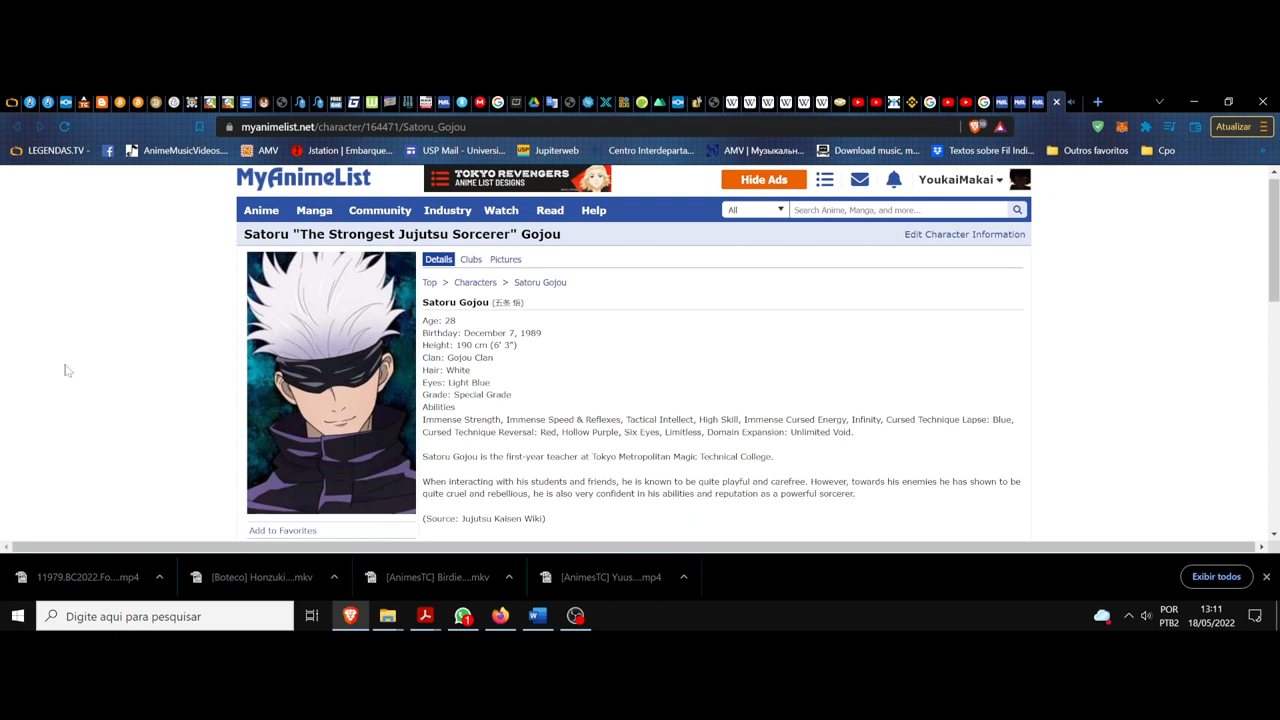 myanimelist.net/character/164471/Satoru_Gojou
Atualizar
LEGENDAS.TV -
AnimeMusicVideos...
AMV
Jstation | Embarque...
USP Mail - Universi...
Jupiterweb
Centro Interdeparta...
AMV | Музыкальн...
Download music, m...
Textos sobre Fil Indi...
Outros favoritos
Cpo
MyAnimeList
TOKYO REVENGERS
ANIME LIST DESIGNS
Hide Ads
YoukaiMakai
Anime Manga Community Industry Watch Read Help
All
Search Anime, Manga, and more...
Satoru "The Strongest Jujutsu Sorcerer" Gojou
Edit Character Information
Details Clubs Pictures
Top > Characters > Satoru Gojou
Satoru Gojou (五条 悟)
Age: 28
Birthday: December 7, 1989
Height: 190 cm (6' 3")
Clan: Gojou Clan
Hair: White
Eyes: Light Blue
Grade: Special Grade
Abilities
Immense Strength, Immense Speed & Reflexes, Tactical Intellect, High Skill, Immense Cursed Energy, Infinity, Cursed Technique Lapse: Blue,
Cursed Technique Reversal: Red, Hollow Purple, Six Eyes, Limitless, Domain Expansion: Unlimited Void.
Satoru Gojou is the first-year teacher at Tokyo Metropolitan Magic Technical College.
When interacting with his students and friends, he is known to be quite playful and carefree. However, towards his enemies he has shown to be
quite cruel and rebellious, he is also very confident in his abilities and reputation as a powerful sorcerer.
(Source: Jujutsu Kaisen Wiki)
Add to Favorites
11979.BC2022.Fo....mp4
[Boteco] Honzuki....mkv
[AnimesTC] Birdie....mkv
[AnimesTC] Yuus....mp4
Exibir todos
Digite aqui para pesquisar
1
POR
PTB2
13:11
18/05/2022